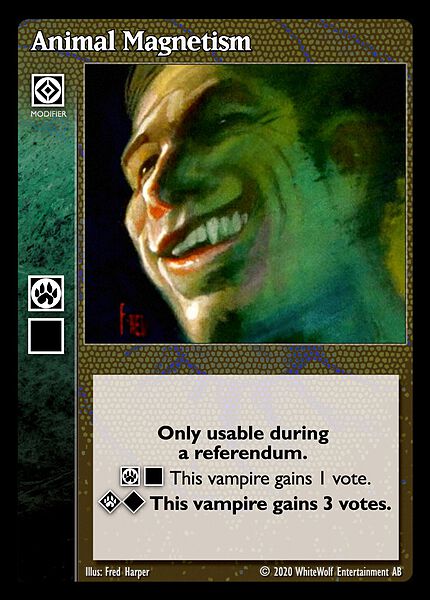 Animal Magnetism
MODIFIER
Only usable during
a referendum.
This vampire gains 1 vote.
This vampire gains 3 votes.
Illus: Fred Harper
© 2020 WhiteWolf Entertainment AB